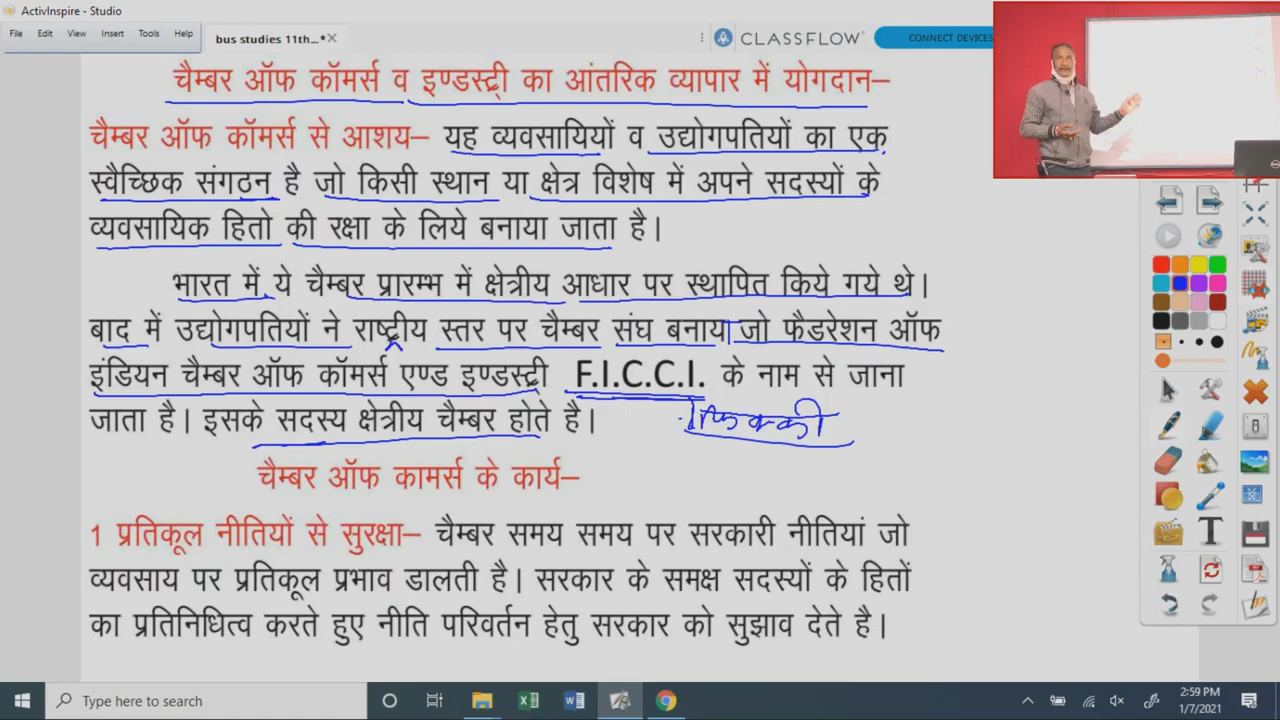 ActivInspire - Studio
File Edit View Insert Tools Help
bus studies 11th...*
CLASSFLOW
CONNECT DEVICES
चैम्बर ऑफ कॉमर्स व इण्डस्ट्री का आंतरिक व्यापार में योगदान–
चैम्बर ऑफ कॉमर्स से आशय– यह व्यवसायियों व उद्योगपतियों का एक
स्वैच्छिक संगठन है जो किसी स्थान या क्षेत्र विशेष में अपने सदस्यों के
व्यवसायिक हितो की रक्षा के लिये बनाया जाता है।
भारत में ये चैम्बर प्रारम्भ में क्षेत्रीय आधार पर स्थापित किये गये थे।
बाद में उद्योगपतियों ने राष्ट्रीय स्तर पर चैम्बर संघ बनाया जो फैडरेशन ऑफ
इंडियन चैम्बर ऑफ कॉमर्स एण्ड इण्डस्ट्री F.I.C.C.I. के नाम से जाना
जाता है। इसके सदस्य क्षेत्रीय चैम्बर होते है।
फिक्की
चैम्बर ऑफ कामर्स के कार्य–
1 प्रतिकूल नीतियों से सुरक्षा– चैम्बर समय समय पर सरकारी नीतियां जो
व्यवसाय पर प्रतिकूल प्रभाव डालती है। सरकार के समक्ष सदस्यों के हितों
का प्रतिनिधित्व करते हुए नीति परिवर्तन हेतु सरकार को सुझाव देते है।
Type here to search
2:59 PM
1/7/2021